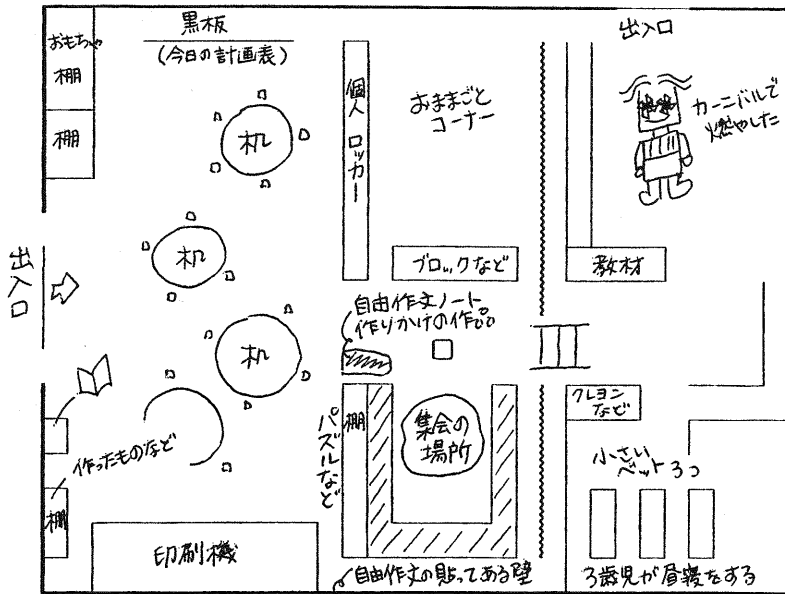 おもちゃ
棚
棚
黒板
(今日の計画表)
机
机
机
個人ロッカー
おままごと
コーナー
出入口
カーニバルで
燃やした
出入口
ブロックなど
教材
自由作文ノート
作りかけの作品
クレヨン
など
棚
パズルなど
集会の
場所
作ったものなど
棚
小さい
ベット3つ
印刷機
自由作文の貼ってある壁
3歳児が昼寝をする